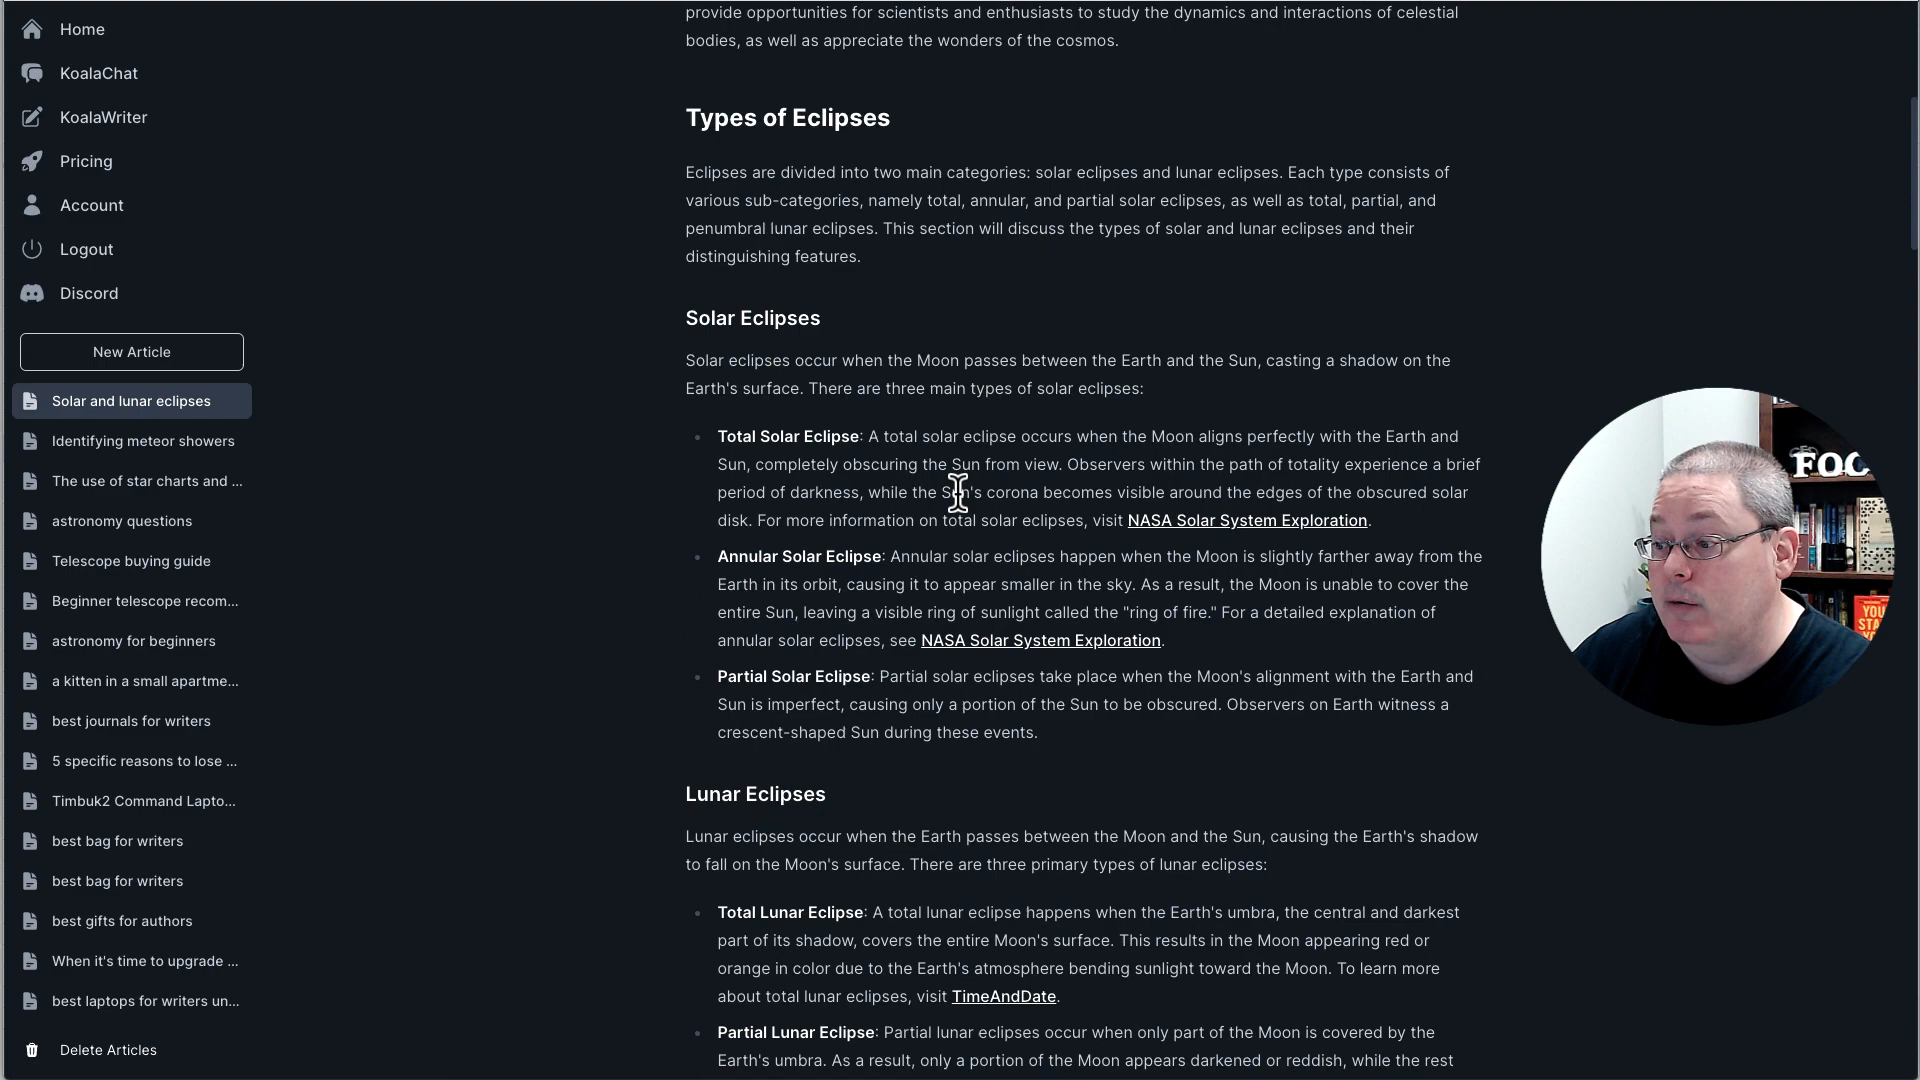 Home
KoalaChat
KoalaWriter
Pricing
Account
Logout
Discord
New Article
Solar and lunar eclipses
Identifying meteor showers
The use of star charts and ...
astronomy questions
Telescope buying guide
Beginner telescope recom...
astronomy for beginners
a kitten in a small apartme...
best journals for writers
5 specific reasons to lose ...
Timbuk2 Command Lapto...
best bag for writers
best bag for writers
best gifts for authors
When it's time to upgrade ...
best laptops for writers un...
Delete Articles
provide opportunities for scientists and enthusiasts to study the dynamics and interactions of celestial
bodies, as well as appreciate the wonders of the cosmos.
Types of Eclipses
Eclipses are divided into two main categories: solar eclipses and lunar eclipses. Each type consists of
various sub-categories, namely total, annular, and partial solar eclipses, as well as total, partial, and
penumbral lunar eclipses. This section will discuss the types of solar and lunar eclipses and their
distinguishing features.
Solar Eclipses
Solar eclipses occur when the Moon passes between the Earth and the Sun, casting a shadow on the
Earth's surface. There are three main types of solar eclipses:
• Total Solar Eclipse: A total solar eclipse occurs when the Moon aligns perfectly with the Earth and
Sun, completely obscuring the Sun from view. Observers within the path of totality experience a brief
period of darkness, while the Sun's corona becomes visible around the edges of the obscured solar
disk. For more information on total solar eclipses, visit NASA Solar System Exploration.
• Annular Solar Eclipse: Annular solar eclipses happen when the Moon is slightly farther away from the
Earth in its orbit, causing it to appear smaller in the sky. As a result, the Moon is unable to cover the
entire Sun, leaving a visible ring of sunlight called the "ring of fire." For a detailed explanation of
annular solar eclipses, see NASA Solar System Exploration.
• Partial Solar Eclipse: Partial solar eclipses take place when the Moon's alignment with the Earth and
Sun is imperfect, causing only a portion of the Sun to be obscured. Observers on Earth witness a
crescent-shaped Sun during these events.
Lunar Eclipses
Lunar eclipses occur when the Earth passes between the Moon and the Sun, causing the Earth's shadow
to fall on the Moon's surface. There are three primary types of lunar eclipses:
• Total Lunar Eclipse: A total lunar eclipse happens when the Earth's umbra, the central and darkest
part of its shadow, covers the entire Moon's surface. This results in the Moon appearing red or
orange in color due to the Earth's atmosphere bending sunlight toward the Moon. To learn more
about total lunar eclipses, visit TimeAndDate.
• Partial Lunar Eclipse: Partial lunar eclipses occur when only part of the Moon is covered by the
Earth's umbra. As a result, only a portion of the Moon appears darkened or reddish, while the rest
FOC
YOU